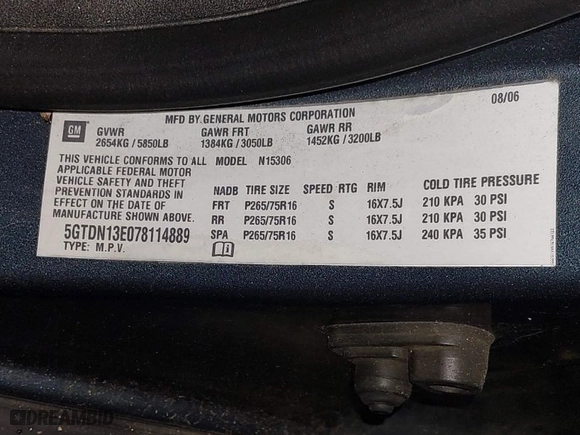 MFD BY GENERAL MOTORS CORPORATION 08/06
GM GVWR GAWR FRT GAWR RR
2654KG / 5850LB 1384KG / 3050LB 1452KG / 3200LB
THIS VEHICLE CONFORMS TO ALL MODEL N15306
APPLICABLE FEDERAL MOTOR
VEHICLE SAFETY AND THEFT
PREVENTION STANDARDS IN
EFFECT ON THE DATE OF
MANUFACTURE SHOWN ABOVE.
5GTDN13E078114889
TYPE: M.P.V.
NADB TIRE SIZE SPEED RTG RIM COLD TIRE PRESSURE
FRT P265/75R16 S 16X7.5J 210 KPA 30 PSI
RR P265/75R16 S 16X7.5J 210 KPA 30 PSI
SPA P265/75R16 S 16X7.5J 240 KPA 35 PSI
DREAMBID